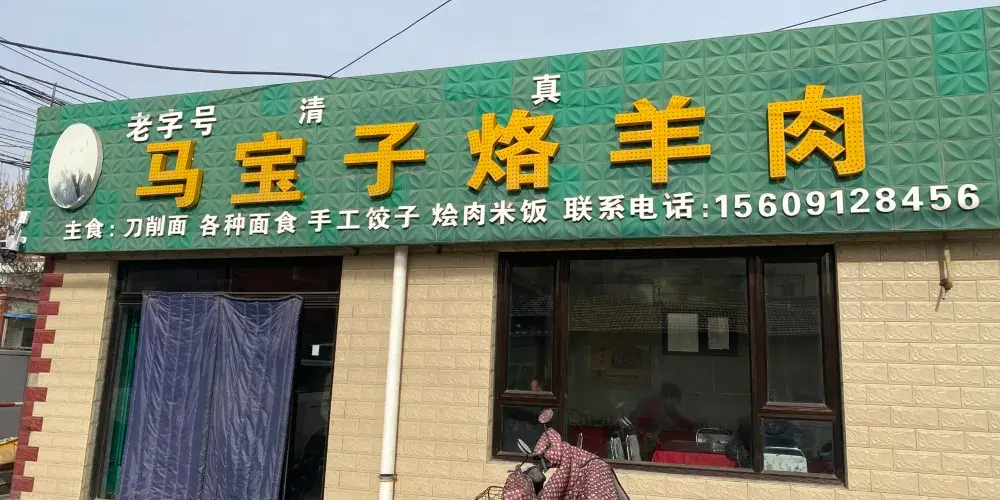 老字号 清真
马宝子烙羊肉
主食:刀削面 各种面食 手工饺子 烩肉米饭 联系电话:15609128456